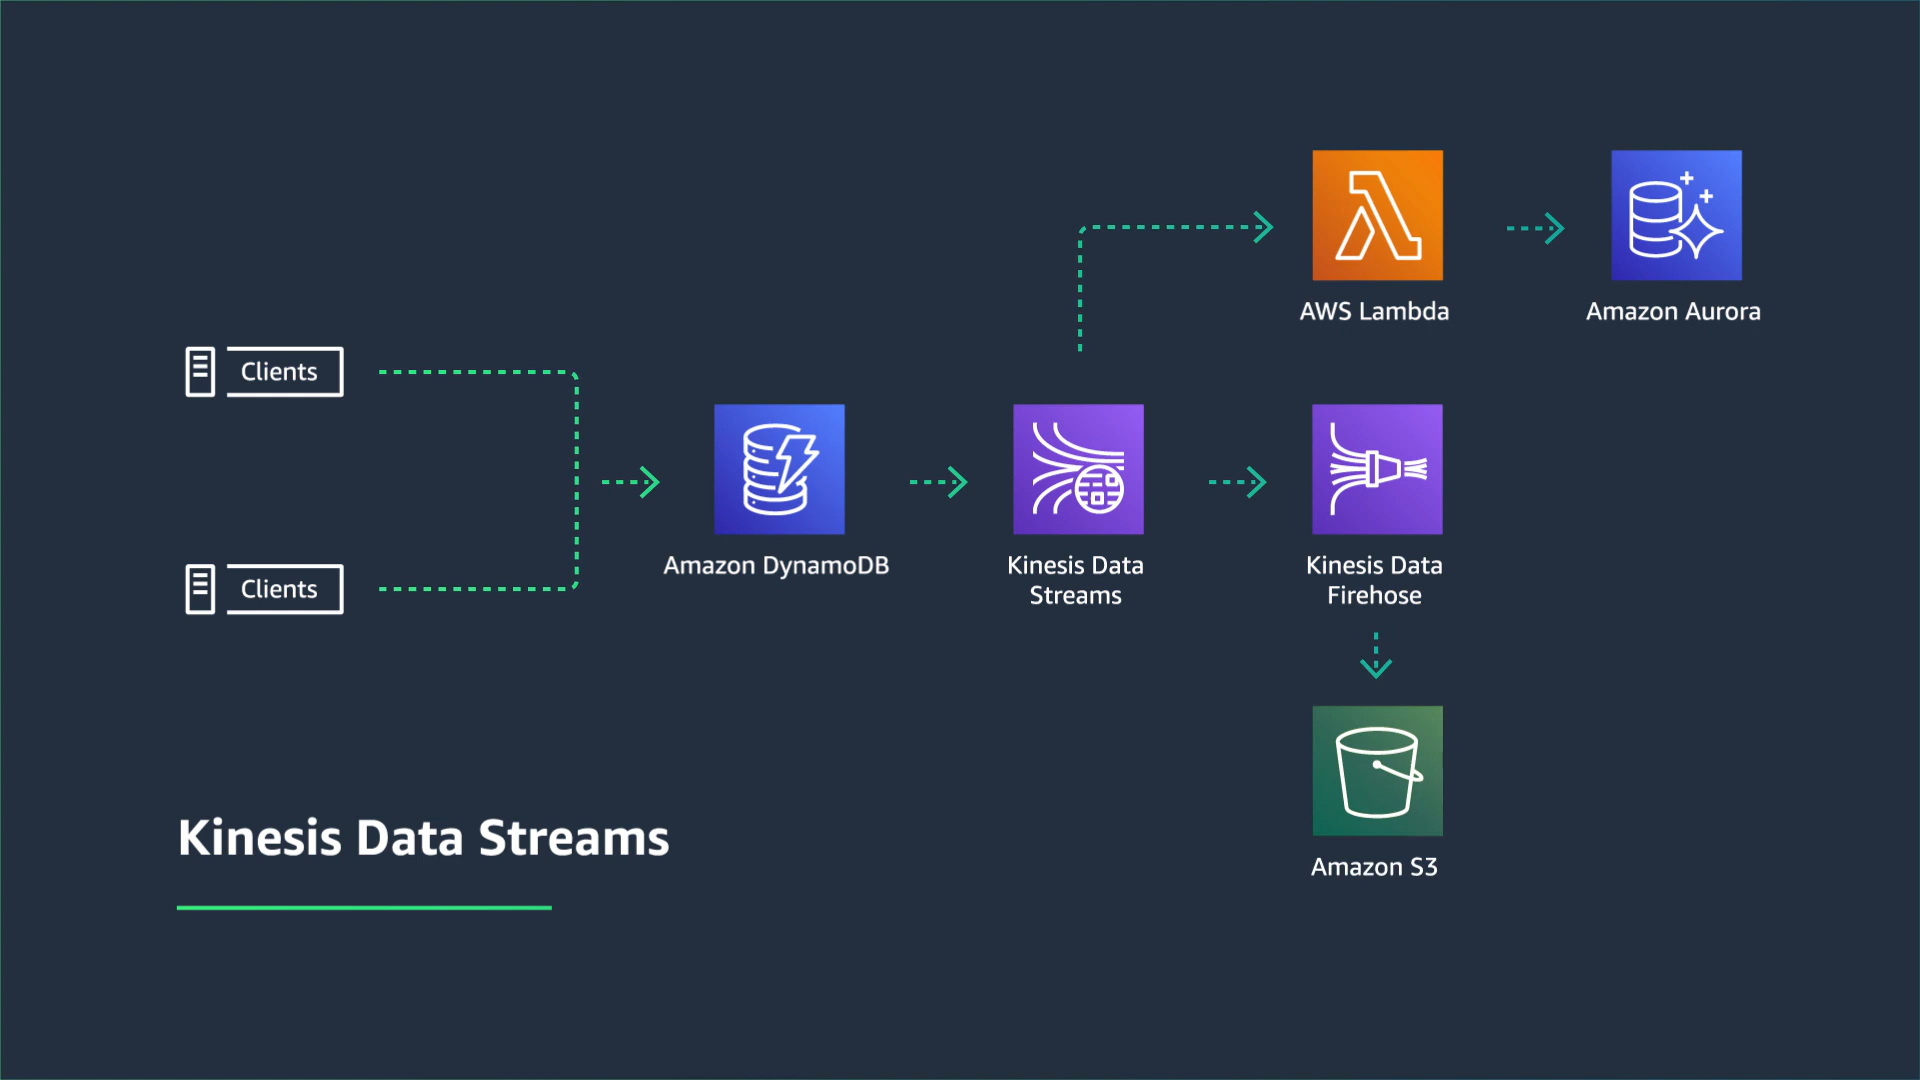 AWS Lambda
Amazon Aurora
Clients
Clients
Amazon DynamoDB
Kinesis Data
Streams
Kinesis Data
Firehose
Amazon S3
Kinesis Data Streams